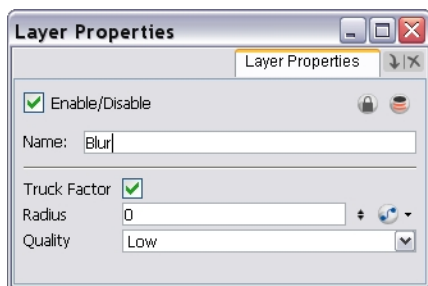 Layer Properties
Layer Properties
Enable/Disable
Name: Blur
Truck Factor
Radius 0
Quality Low